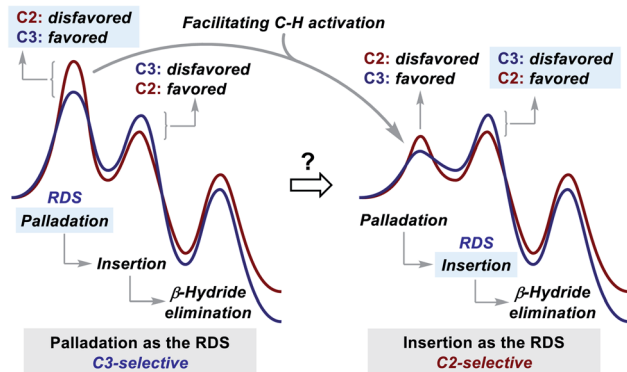 C2: disfavored
C3: favored
Facilitating C-H activation
C3: disfavored
C2: favored
C2: disfavored
C3: favored
C3: disfavored
C2: favored
?
RDS
Palladation
Insertion
β-Hydride
elimination
Palladation
RDS
Insertion
β-Hydride
elimination
Palladation as the RDS
C3-selective
Insertion as the RDS
C2-selective